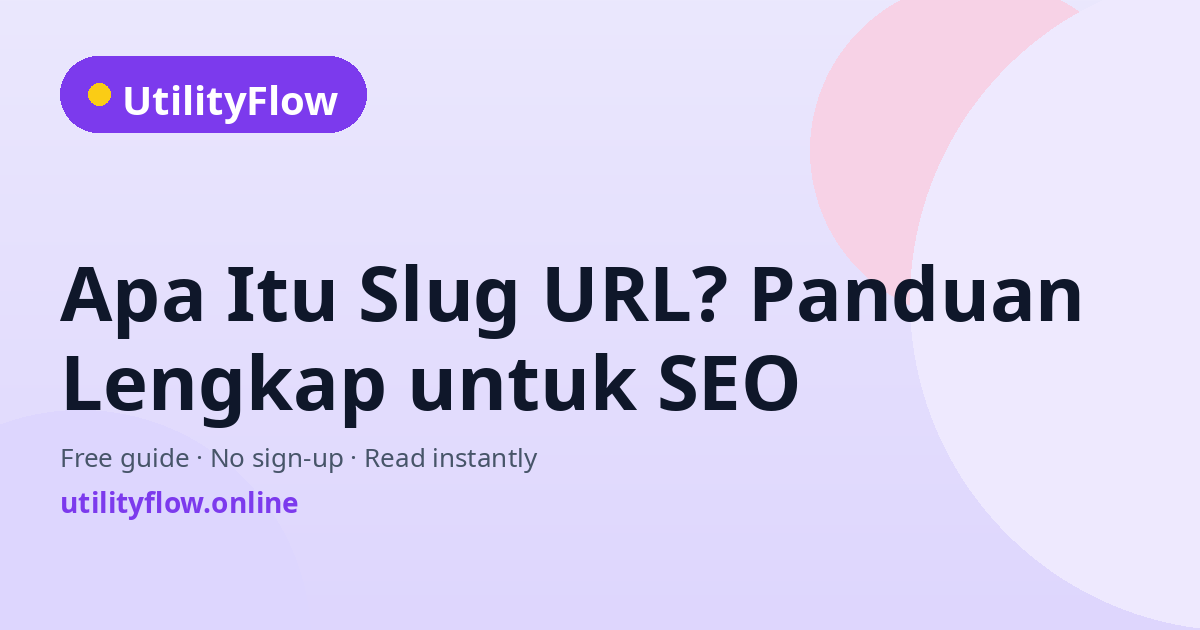 UtilityFlow
Apa Itu Slug URL? Panduan
Lengkap untuk SEO
Free guide · No sign-up · Read instantly
utilityflow.online